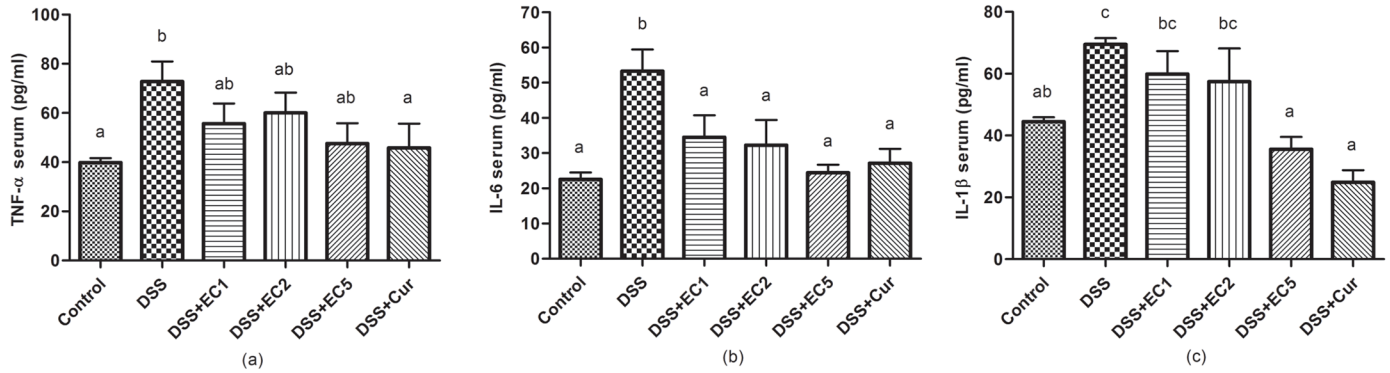 TNF-α serum (pg/ml)
100
80
60
40
20
0
a
b
ab
ab
ab
a
Control
DSS
DSS+EC1
DSS+EC2
DSS+EC5
DSS+Cur
(a)
IL-6 serum (pg/ml)
70
60
50
40
30
20
10
0
a
b
a
a
a
a
Control
DSS
DSS+EC1
DSS+EC2
DSS+EC5
DSS+Cur
(b)
IL-1β serum (pg/ml)
80
60
40
20
0
ab
c
bc
bc
a
a
Control
DSS
DSS+EC1
DSS+EC2
DSS+EC5
DSS+Cur
(c)